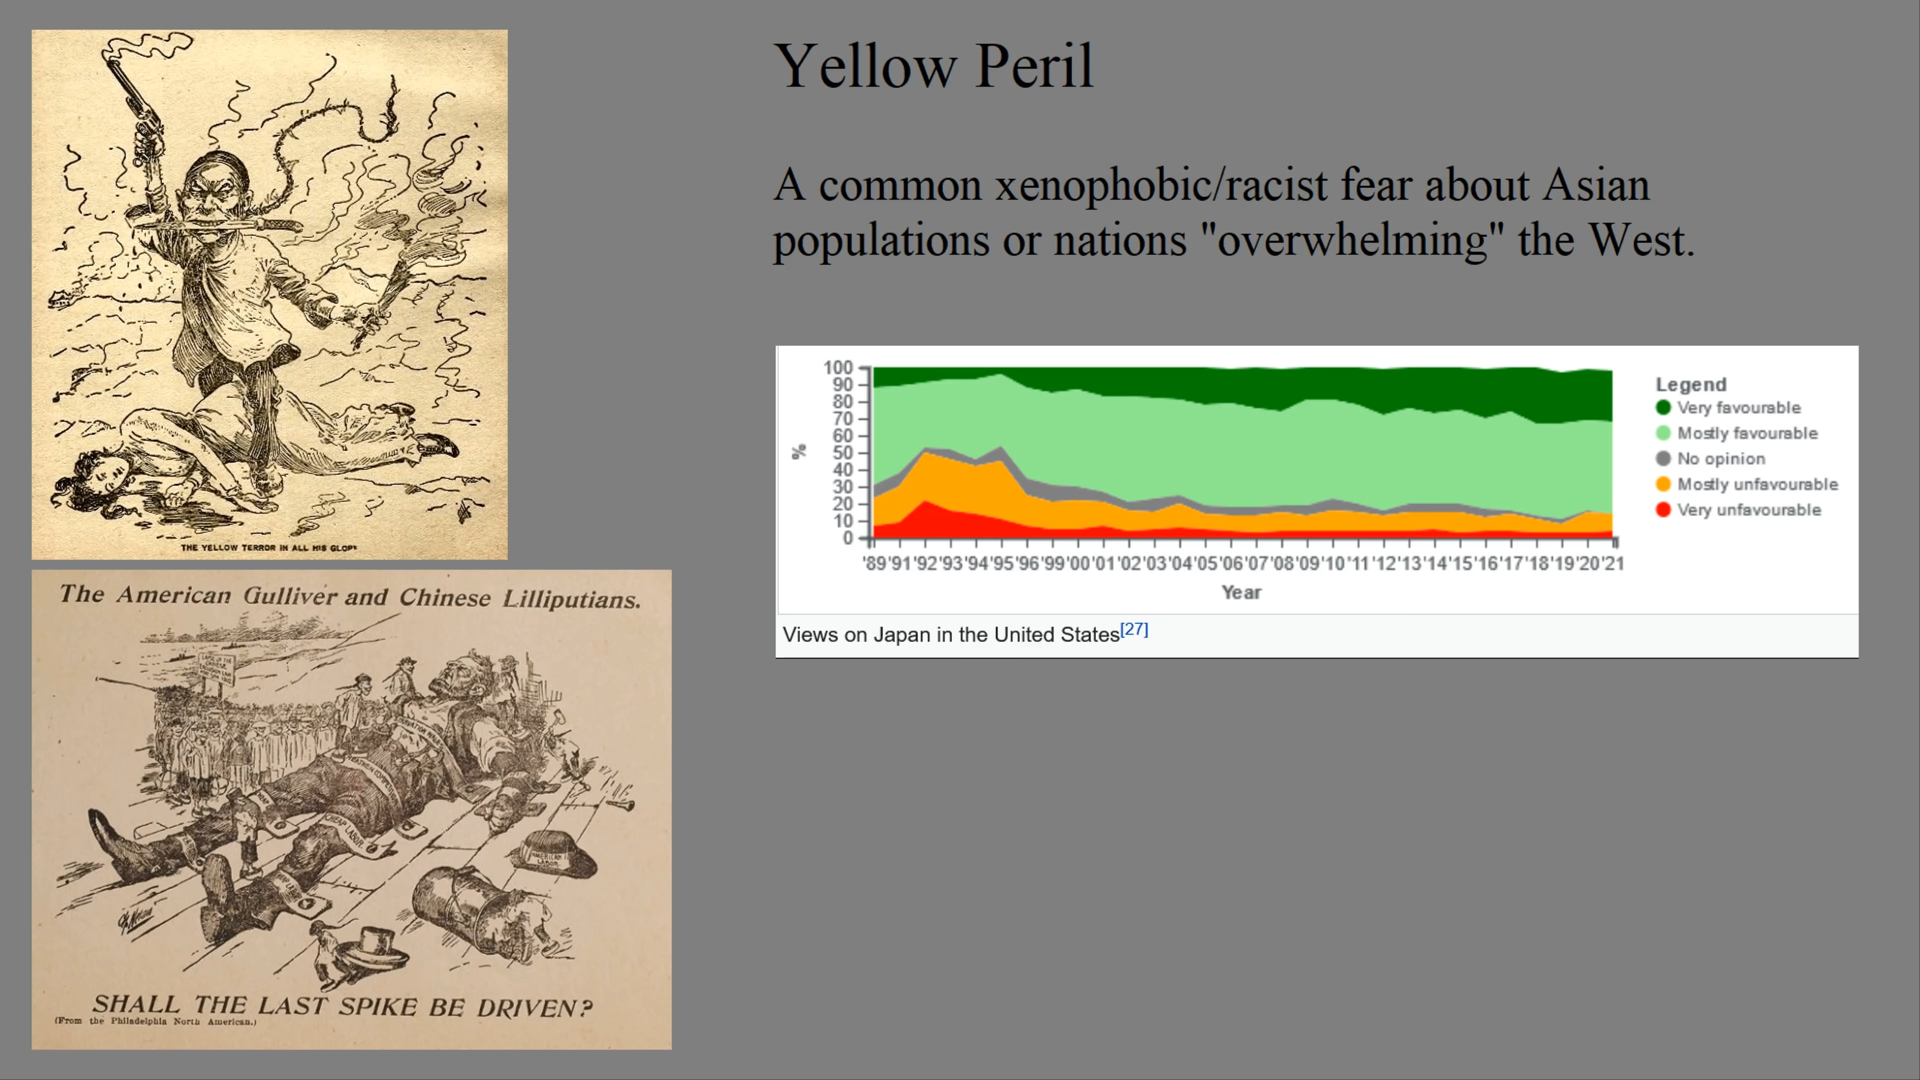 THE YELLOW TERROR IN ALL HIS GLORY
The American Gulliver and Chinese Lilliputians.
CHEAP LABOR
AMERICAN
LABOR
SHALL THE LAST SPIKE BE DRIVEN?
(From the Philadelphia North American.)
Yellow Peril
A common xenophobic/racist fear about Asian
populations or nations "overwhelming" the West.
100
90
80
70
60
50
40
30
20
10
0
%
'89 '91 '92 '93 '94 '95 '96 '99 '00 '01 '02 '03 '04 '05 '06 '07 '08 '09 '10 '11 '12 '13 '14 '15 '16 '17 '18 '19 '20 '21
Year
Legend
Very favourable
Mostly favourable
No opinion
Mostly unfavourable
Very unfavourable
Views on Japan in the United States[27]